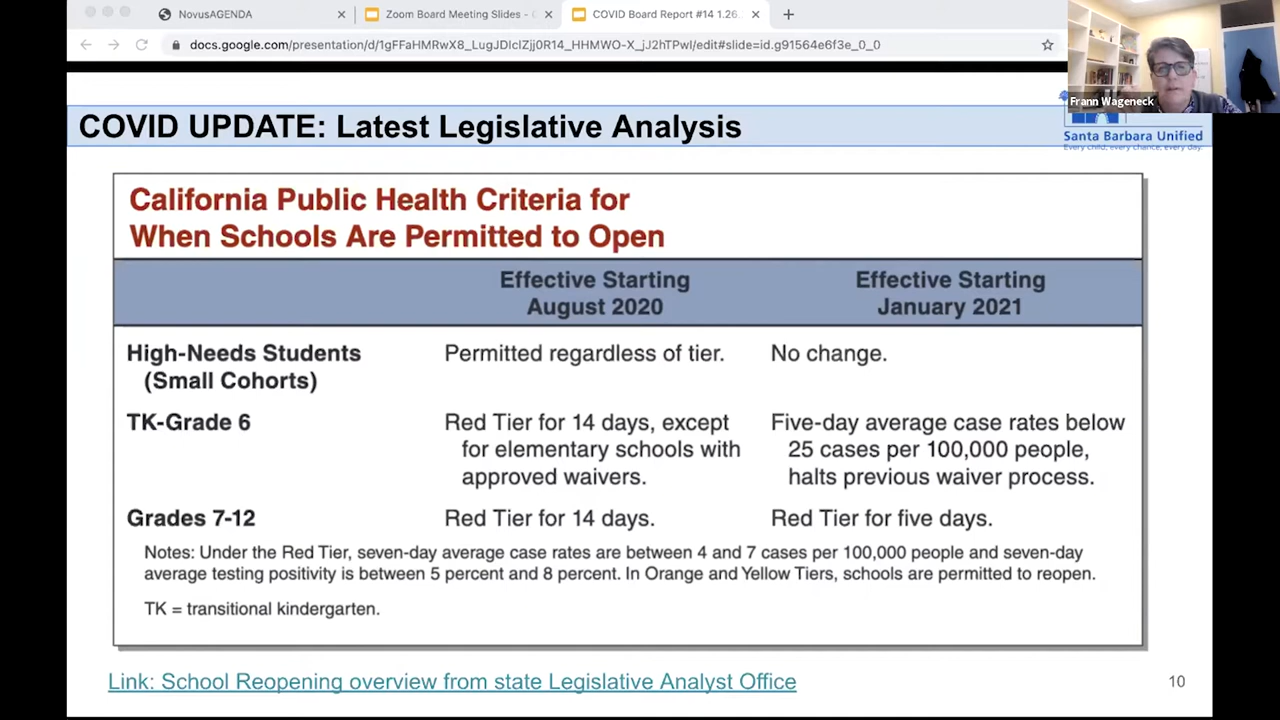 NovusAGENDA
Zoom Board Meeting Slides -
COVID Board Report #14 1.26.
docs.google.com/presentation/d/1gFFaHMRwX8_LugJDIcIZjj0R14_HHMWO-X_jJ2hTPwI/edit#slide=id.g91564e6f3e_0_0
Frann Wageneck
COVID UPDATE: Latest Legislative Analysis
Santa Barbara Unified
Every child, every chance, every day.
California Public Health Criteria for
When Schools Are Permitted to Open
Effective Starting August 2020
Effective Starting January 2021
High-Needs Students (Small Cohorts)
Permitted regardless of tier.
No change.
TK-Grade 6
Red Tier for 14 days, except
for elementary schools with
approved waivers.
Five-day average case rates below
25 cases per 100,000 people,
halts previous waiver process.
Grades 7-12
Red Tier for 14 days.
Red Tier for five days.
Notes: Under the Red Tier, seven-day average case rates are between 4 and 7 cases per 100,000 people and seven-day
average testing positivity is between 5 percent and 8 percent. In Orange and Yellow Tiers, schools are permitted to reopen.
TK = transitional kindergarten.
Link: School Reopening overview from state Legislative Analyst Office
10